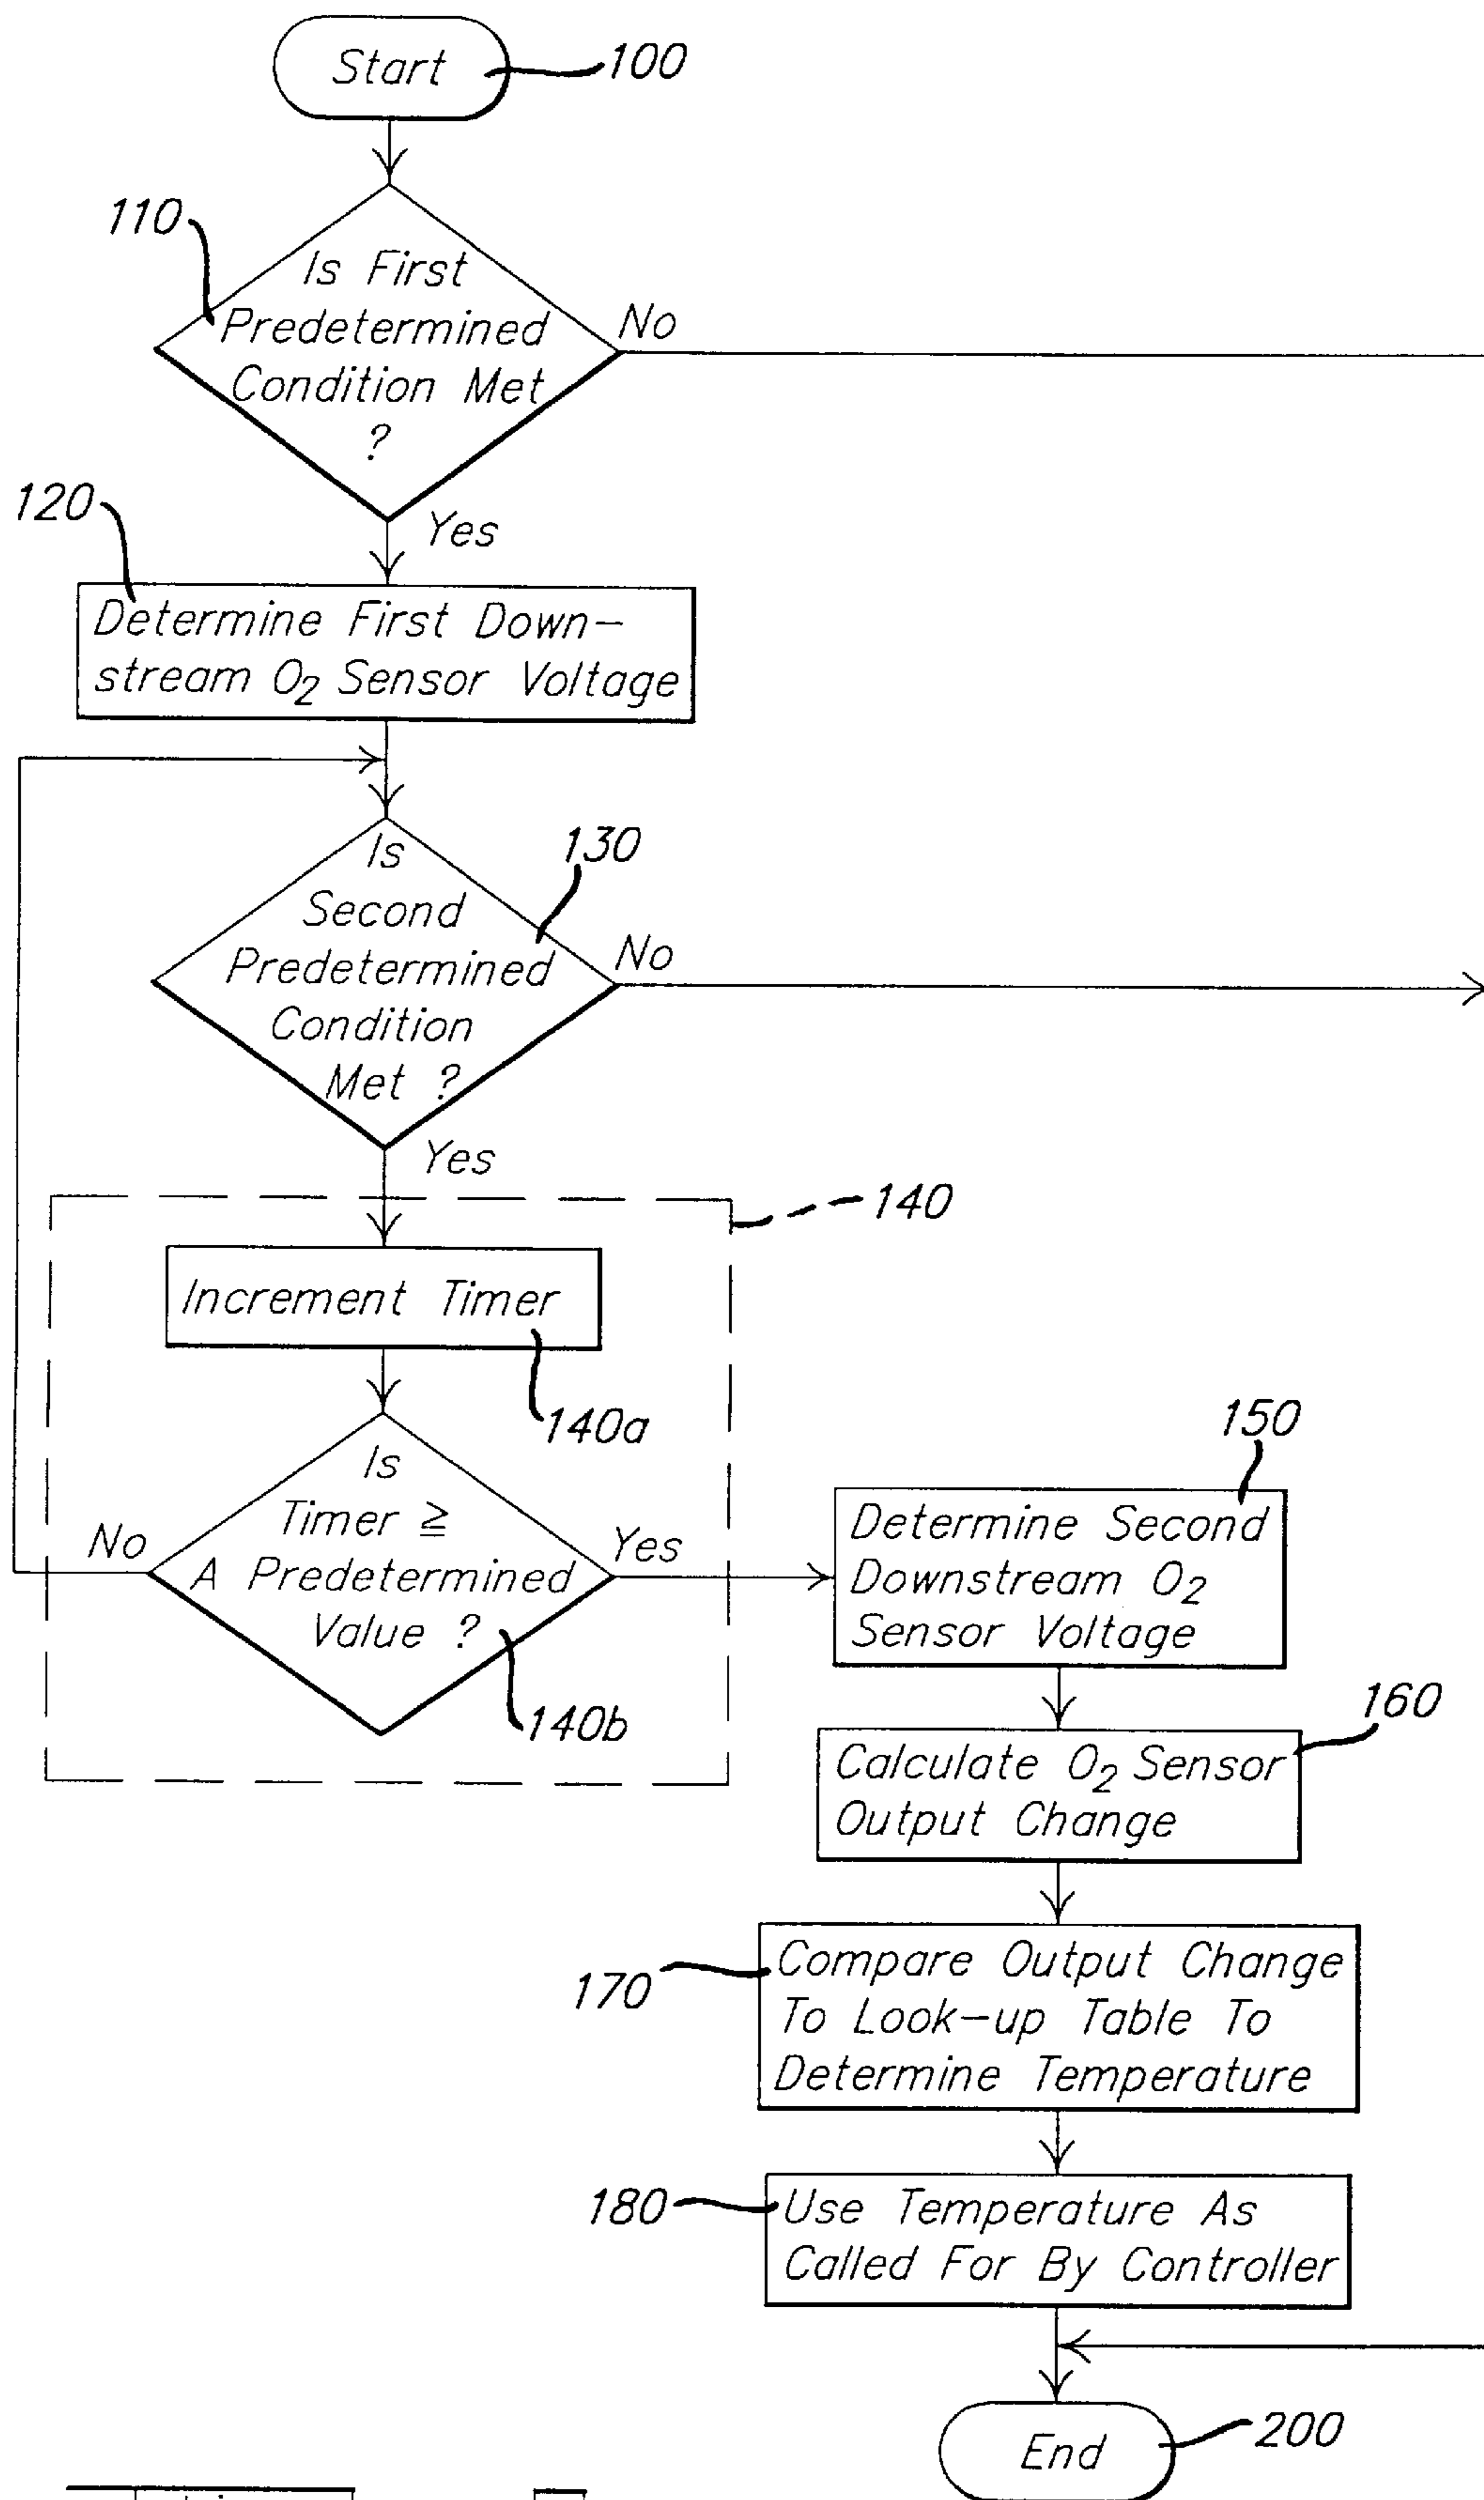 Start
100
110
Is First
Predetermined
Condition Met
?
No
Yes
120
Determine First Down-
stream O₂ Sensor Voltage
130
Is
Second
Predetermined
Condition
Met ?
No
Yes
140
Increment Timer
140a
Is
Timer ≧
A Predetermined
Value ?
No
Yes
140b
150
Determine Second
Downstream O₂
Sensor Voltage
160
Calculate O₂ Sensor
Output Change
170
Compare Output Change
To Look-up Table To
Determine Temperature
180
Use Temperature As
Called For By Controller
End
200